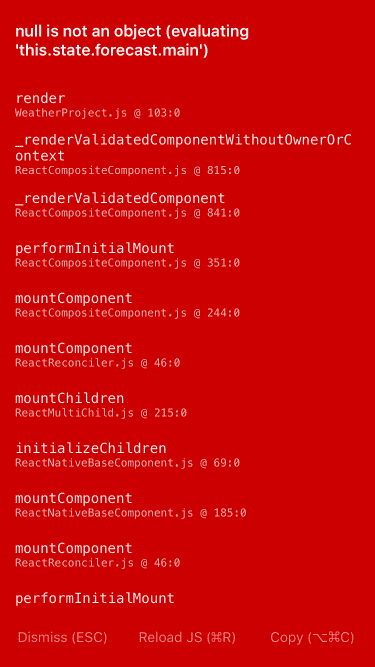 null is not an object (evaluating
'this.state.forecast.main')
render
WeatherProject.js @ 103:0
_renderValidatedComponentWithoutOwnerOrC
ontext
ReactCompositeComponent.js @ 815:0
_renderValidatedComponent
ReactCompositeComponent.js @ 841:0
performInitialMount
ReactCompositeComponent.js @ 351:0
mountComponent
ReactCompositeComponent.js @ 244:0
mountComponent
ReactReconciler.js @ 46:0
mountChildren
ReactMultiChild.js @ 215:0
initializeChildren
ReactNativeBaseComponent.js @ 69:0
mountComponent
ReactNativeBaseComponent.js @ 185:0
mountComponent
ReactReconciler.js @ 46:0
performInitialMount
Dismiss (ESC) Reload JS (⌘R) Copy (⌥⌘C)